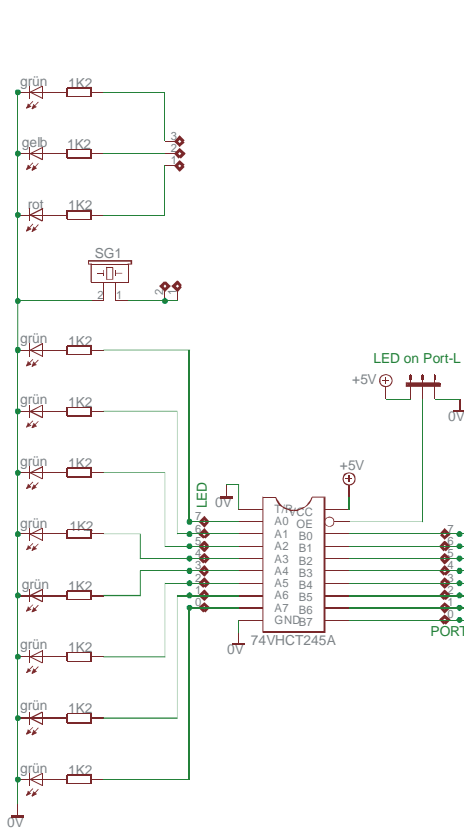 grün 1K2
3
gelb 1K2
2
1
rot 1K2
SG1
2 1
2 1
grün 1K2
LED on Port-L
+5V
0V
grün 1K2
grün 1K2
+5V
LED
0V
T/R VCC
7 A0 OE
grün 1K2
6 A1 B0 7
5 A2 B1 6
4 A3 B2 5
3 A4 B3 4
2 A5 B4 3
grün 1K2
1 A6 B5 2
0 A7 B6 1
GND B7 0
PORT
0V
74VHCT245A
grün 1K2
grün 1K2
grün 1K2
0V